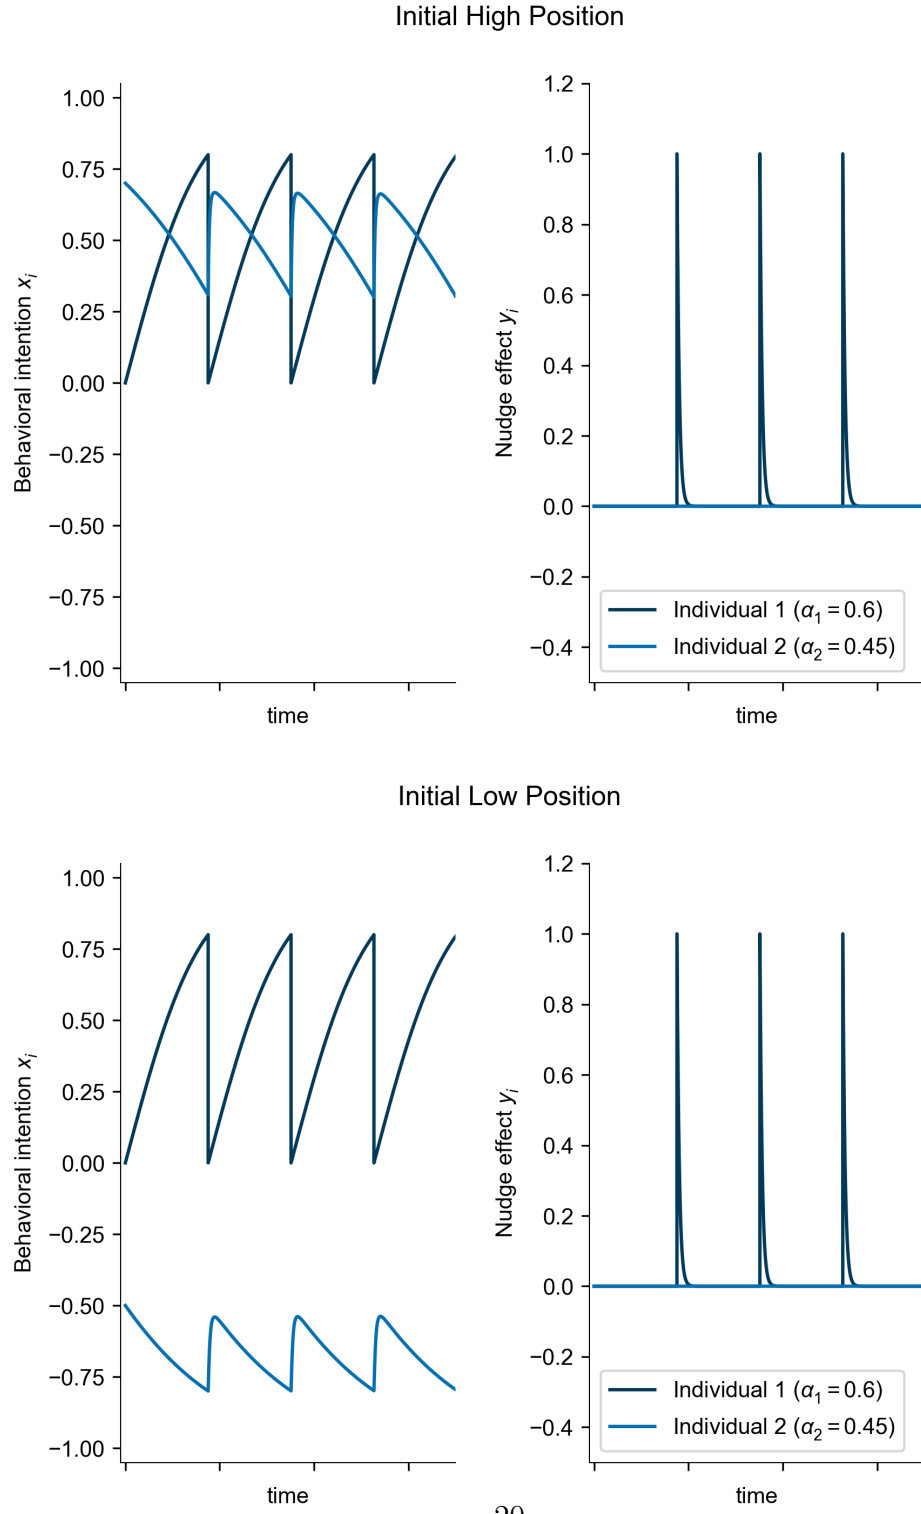 Initial High Position
Behavioral intention x_i
1.00
0.75
0.50
0.25
0.00
−0.25
−0.50
−0.75
−1.00
time
Nudge effect y_i
1.2
1.0
0.8
0.6
0.4
0.2
0.0
−0.2
−0.4
Individual 1 (α_1 = 0.6)
Individual 2 (α_2 = 0.45)
time
Initial Low Position
Behavioral intention x_i
1.00
0.75
0.50
0.25
0.00
−0.25
−0.50
−0.75
−1.00
time
Nudge effect y_i
1.2
1.0
0.8
0.6
0.4
0.2
0.0
−0.2
−0.4
Individual 1 (α_1 = 0.6)
Individual 2 (α_2 = 0.45)
time